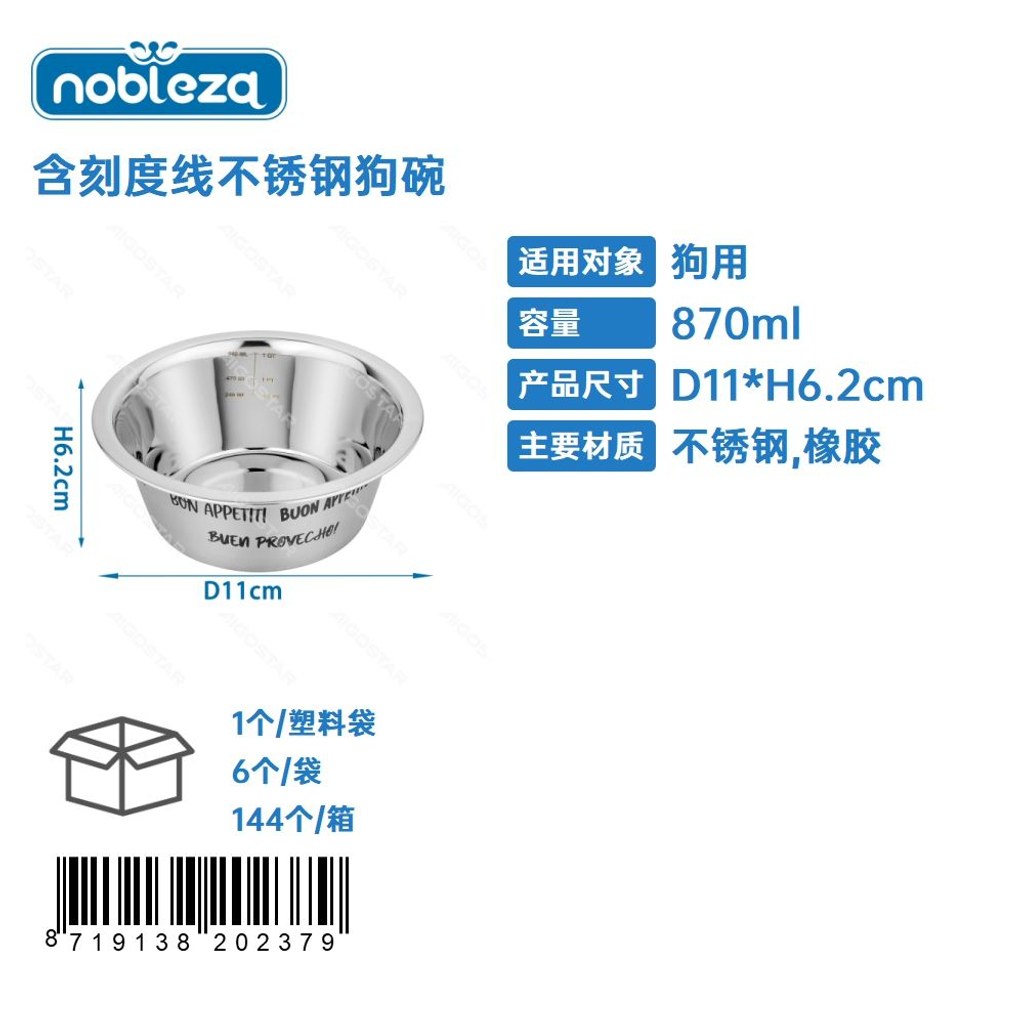 nobleza
含刻度线不锈钢狗碗
适用对象 狗用
容量 870ml
产品尺寸 D11*H6.2cm
主要材质 不锈钢,橡胶
H6.2cm
BON APPETIT! BUON APPETITO
BUEN PROVECHO!
D11cm
AIGOSTAR
1个/塑料袋
6个/袋
144个/箱
8 719138 202379